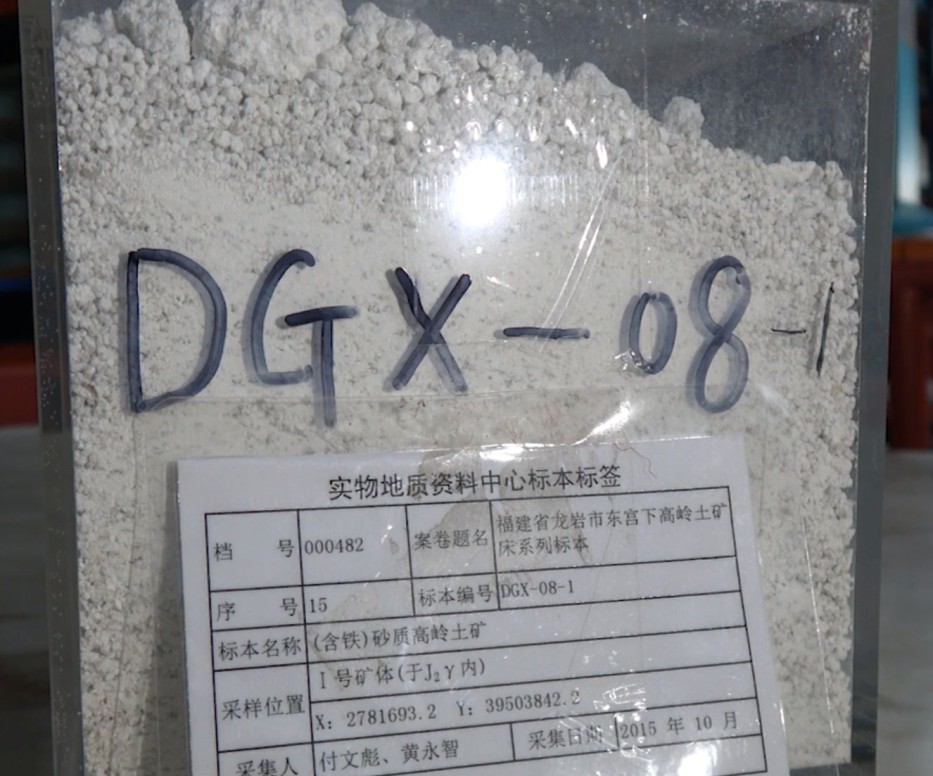 DGX-08-1
实物地质资料中心标本标签
档 号 000482 案卷题名 福建省龙岩市东宫下高岭土矿
床系列标本
序 号 15 标本编号 DGX-08-1
标本名称 (含铁)砂质高岭土矿
采样位置 I号矿体(于J₂γ内)
X: 2781693.2 Y: 39503842.2
采集人 付文彪、黄永智 采集日期 2015 年 10 月